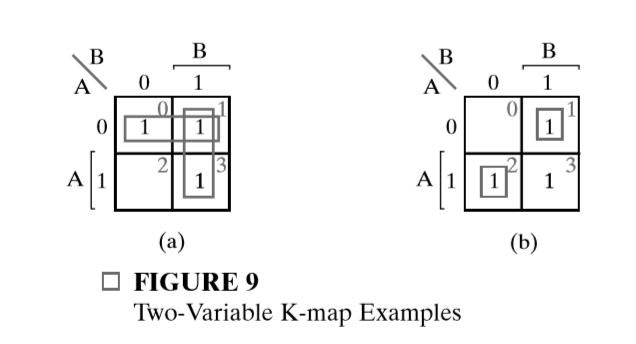 B B
B B
A 0 1 A 0 1
0 1
0 1 1 0 1
2 3 2 3
A 1 1 A 1 1 1
(a) (b)
FIGURE 9
Two-Variable K-map Examples